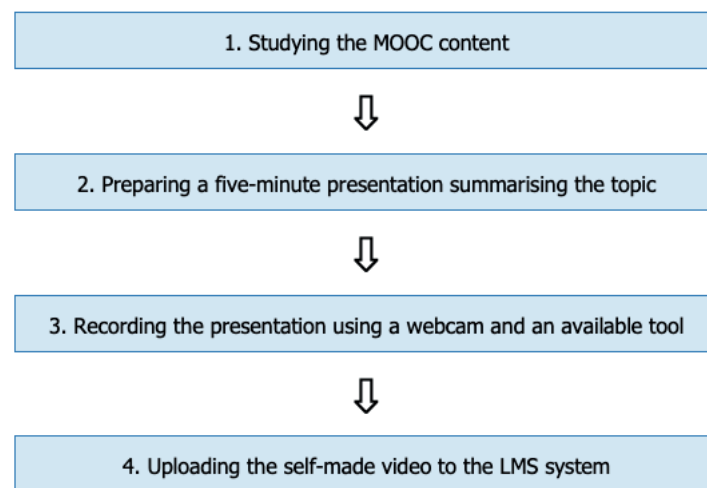 1. Studying the MOOC content
2. Preparing a five-minute presentation summarising the topic
3. Recording the presentation using a webcam and an available tool
4. Uploading the self-made video to the LMS system